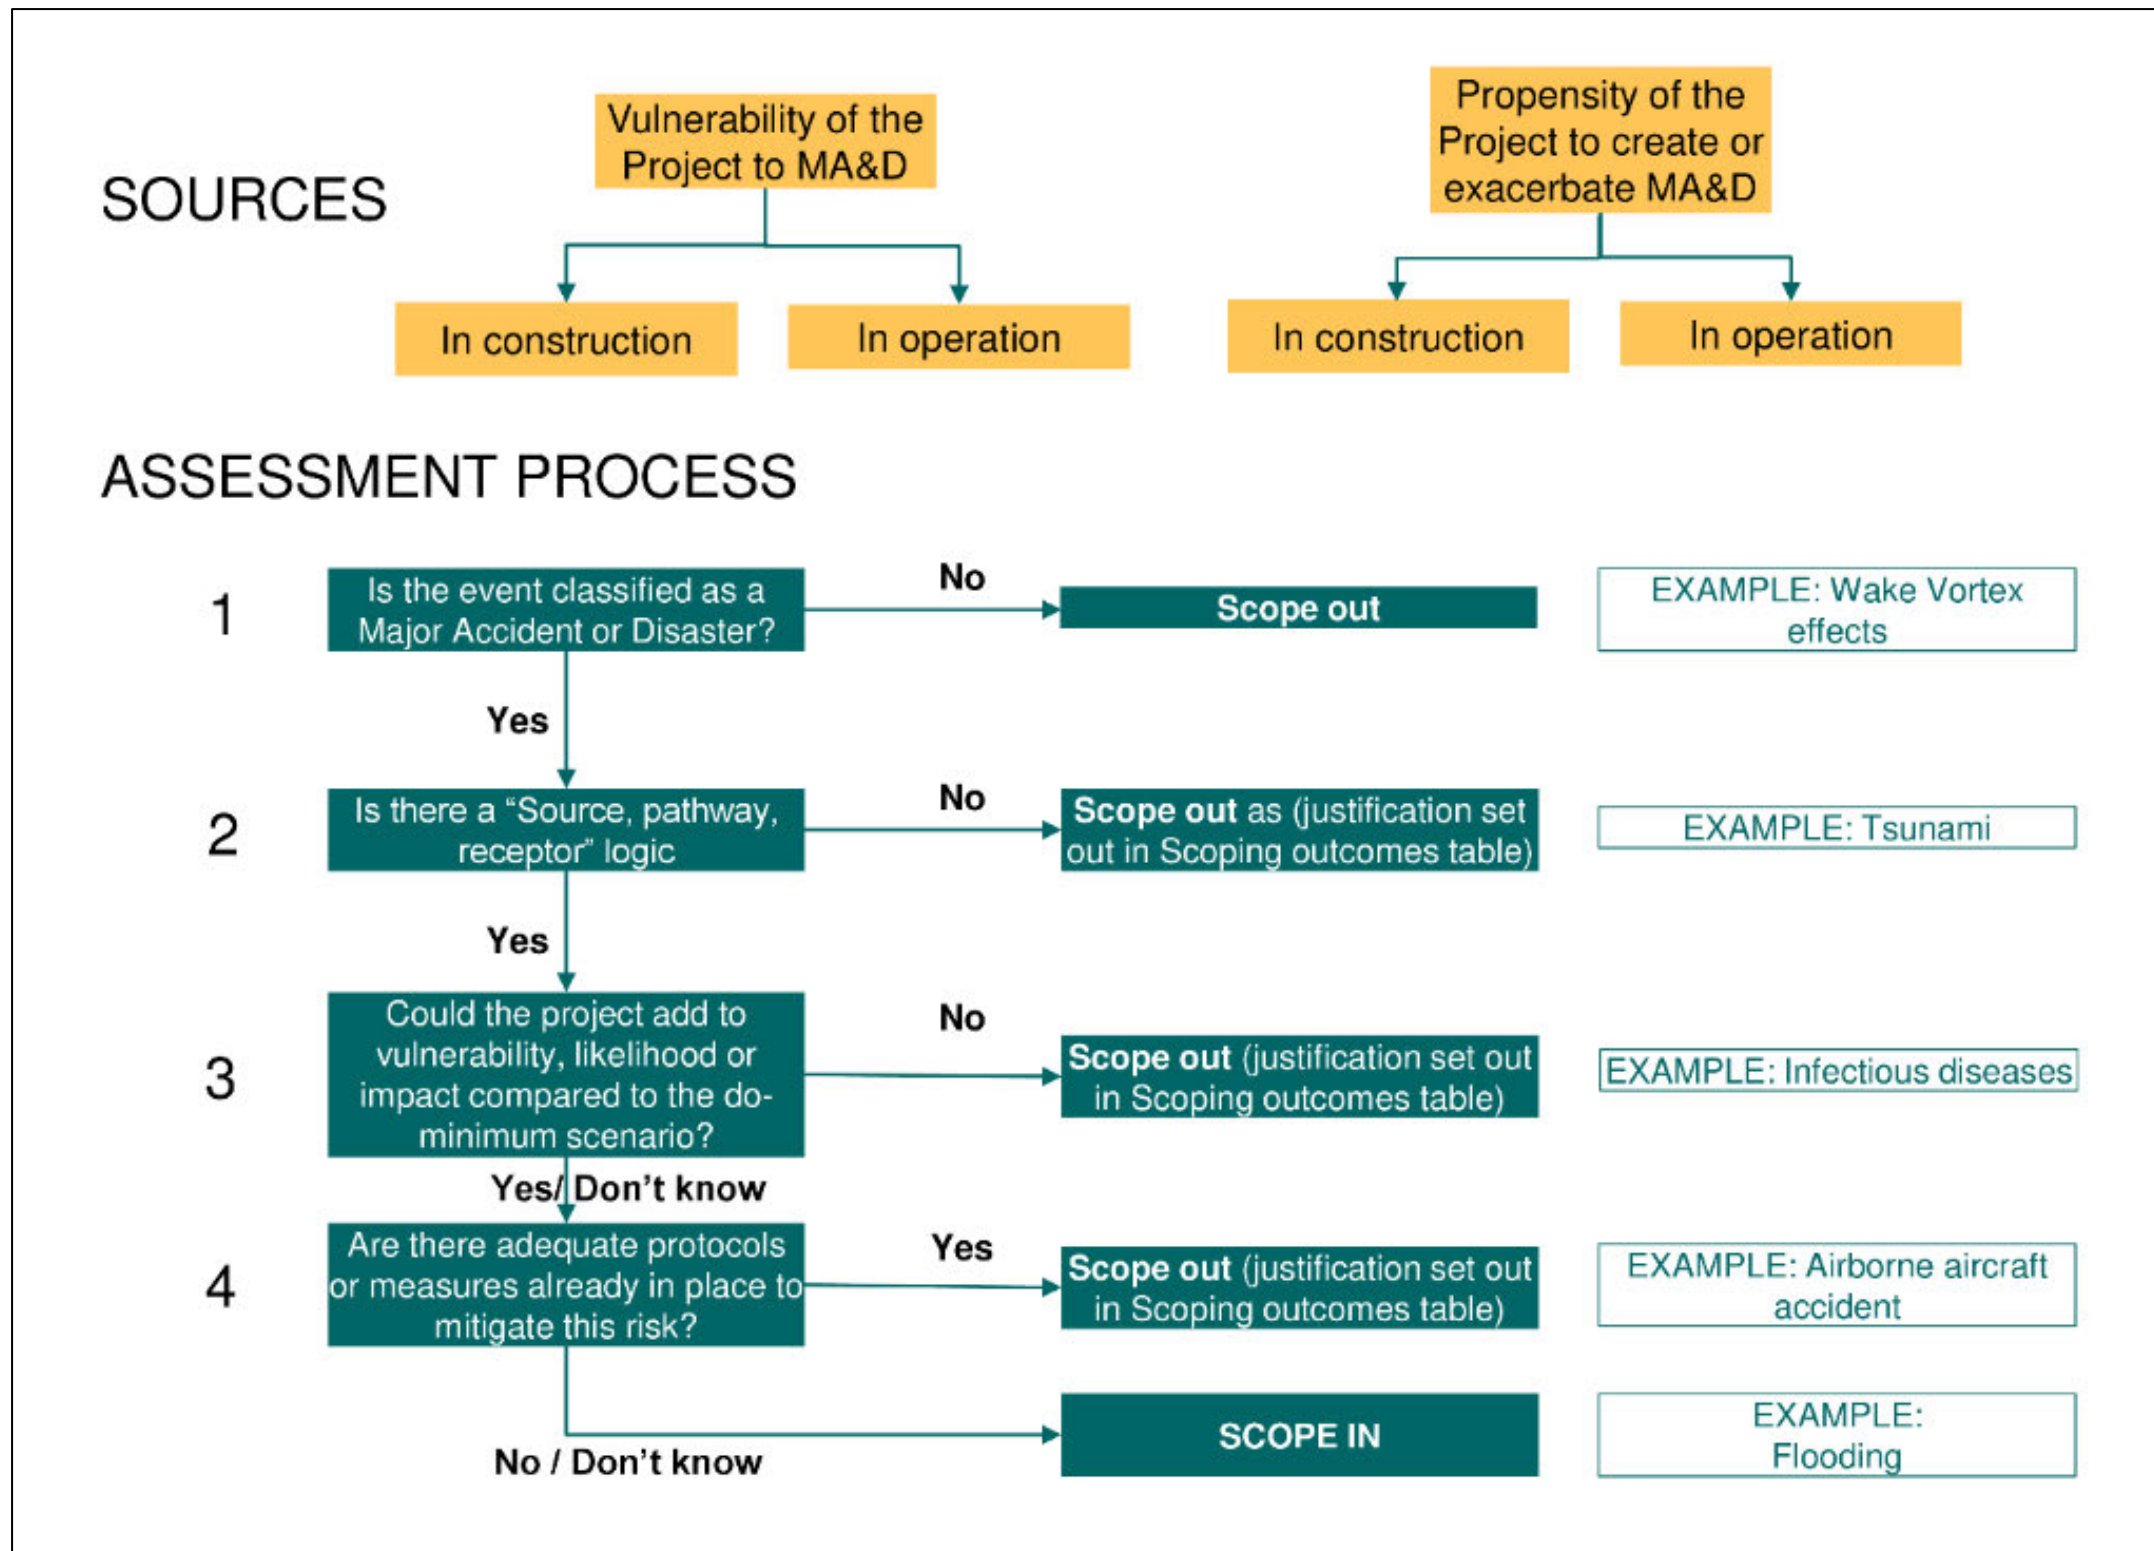 Vulnerability of the
Project to MA&D
Propensity of the
Project to create or
exacerbate MA&D
SOURCES
In construction
In operation
In construction
In operation
ASSESSMENT PROCESS
1
Is the event classified as a
Major Accident or Disaster?
No
Scope out
EXAMPLE: Wake Vortex
effects
Yes
2
Is there a “Source, pathway,
receptor” logic
No
Scope out as (justification set
out in Scoping outcomes table)
EXAMPLE: Tsunami
Yes
3
Could the project add to
vulnerability, likelihood or
impact compared to the do-
minimum scenario?
No
Scope out (justification set out
in Scoping outcomes table)
EXAMPLE: Infectious diseases
Yes/ Don’t know
4
Are there adequate protocols
or measures already in place to
mitigate this risk?
Yes
Scope out (justification set out
in Scoping outcomes table)
EXAMPLE: Airborne aircraft
accident
No / Don’t know
SCOPE IN
EXAMPLE:
Flooding